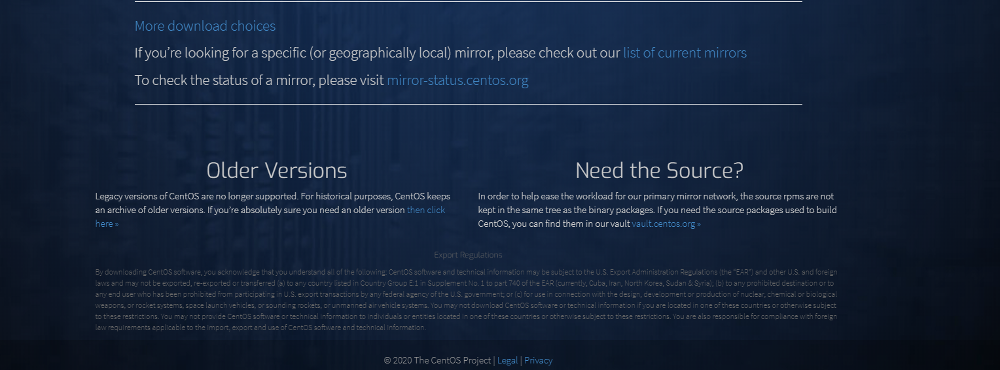 More download choices
If you’re looking for a specific (or geographically local) mirror, please check out our list of current mirrors
To check the status of a mirror, please visit mirror-status.centos.org
Older Versions
Legacy versions of CentOS are no longer supported. For historical purposes, CentOS keeps
an archive of older versions. If you’re absolutely sure you need an older version then click
here »
Need the Source?
In order to help ease the workload for our primary mirror network, the source rpms are not
kept in the same tree as the binary packages. If you need the source packages used to build
CentOS, you can find them in our vault vault.centos.org »
Export Regulations
By downloading CentOS software, you acknowledge that you understand all of the following: CentOS software and technical information may be subject to the U.S. Export Administration Regulations (the “EAR”) and other U.S. and foreign
laws and may not be exported, re-exported or transferred (a) to any country listed in Country Group E:1 in Supplement No. 1 to part 740 of the EAR (currently, Cuba, Iran, North Korea, Sudan & Syria); (b) to any prohibited destination or to
any end user who has been prohibited from participating in U.S. export transactions by any federal agency of the U.S. government; or (c) for use in connection with the design, development or production of nuclear, chemical or biological
weapons, or rocket systems, space launch vehicles, or sounding rockets, or unmanned air vehicle systems. You may not download CentOS software or technical information if you are located in one of these countries or otherwise subject
to these restrictions. You may not provide CentOS software or technical information to individuals or entities located in one of these countries or otherwise subject to these restrictions. You are also responsible for compliance with foreign
law requirements applicable to the import, export and use of CentOS software and technical information.
© 2020 The CentOS Project | Legal | Privacy